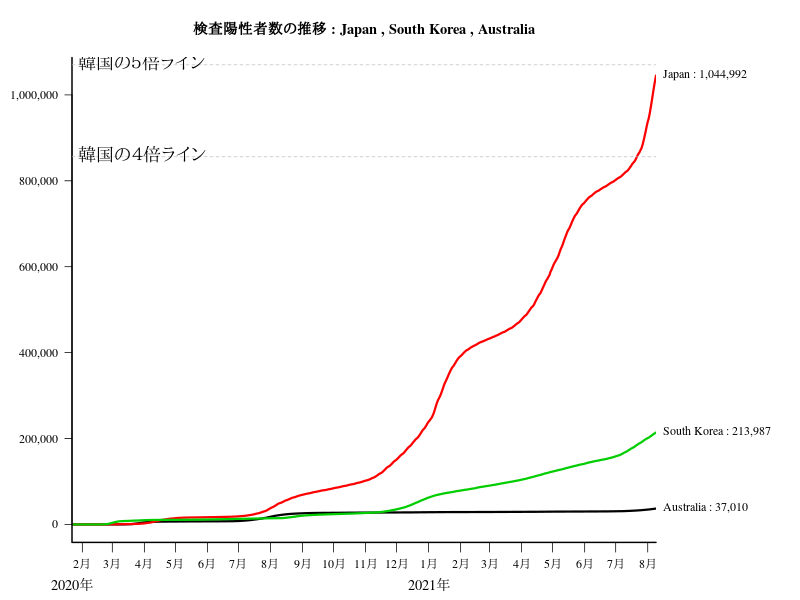 検査陽性者数の推移 : Japan , South Korea , Australia
韓国の5倍ライン
Japan : 1,044,992
1,000,000
韓国の4倍ライン
800,000
600,000
400,000
South Korea : 213,987
200,000
Australia : 37,010
0
2月 3月 4月 5月 6月 7月 8月 9月 10月 11月 12月 1月 2月 3月 4月 5月 6月 7月 8月
2020年 2021年